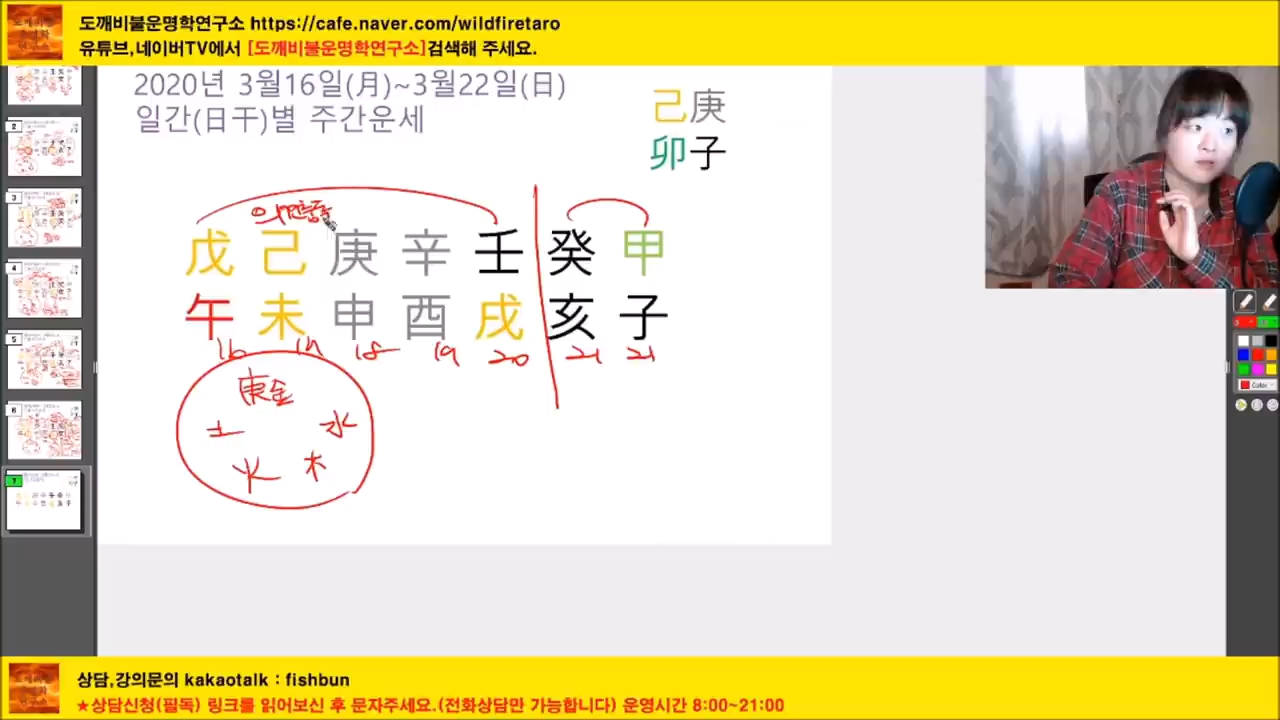 도깨비불운명학연구소 https://cafe.naver.com/wildfiretaro
유튜브,네이버TV에서 [도깨비불운명학연구소]검색해 주세요.
2020년 3월16일(月)~3월22일(日)
일간(日干)별 주간운세
己庚
卯子
戊 己 庚 辛 壬 癸 甲
午 未 申 酉 戌 亥 子
16 17 18 19 20 21 21
庚金
土 水
火 木
2
3
4
5
6
7
Color
상담,강의문의 kakaotalk : fishbun
★상담신청(필독) 링크를 읽어보신 후 문자주세요.(전화상담만 가능합니다) 운영시간 8:00~21:00